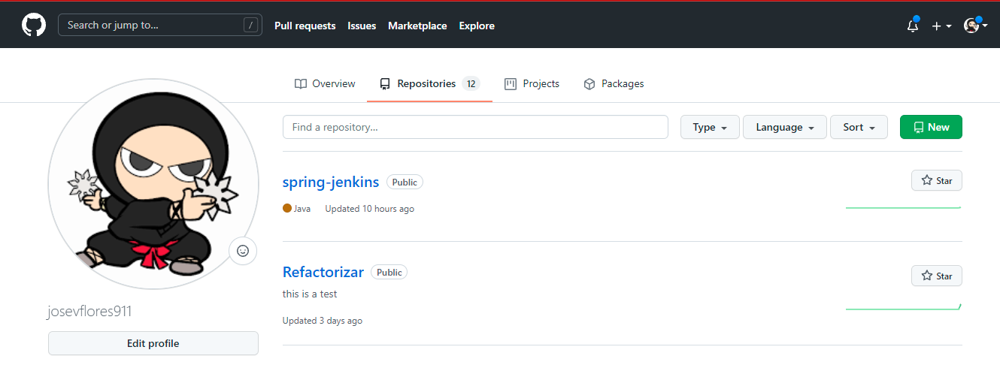 Search or jump to... / Pull requests Issues Marketplace Explore
Overview Repositories 12 Projects Packages
Find a repository... Type Language Sort New
spring-jenkins Public Star
Java Updated 10 hours ago
Refactorizar Public Star
this is a test
Updated 3 days ago
josevflores911
Edit profile